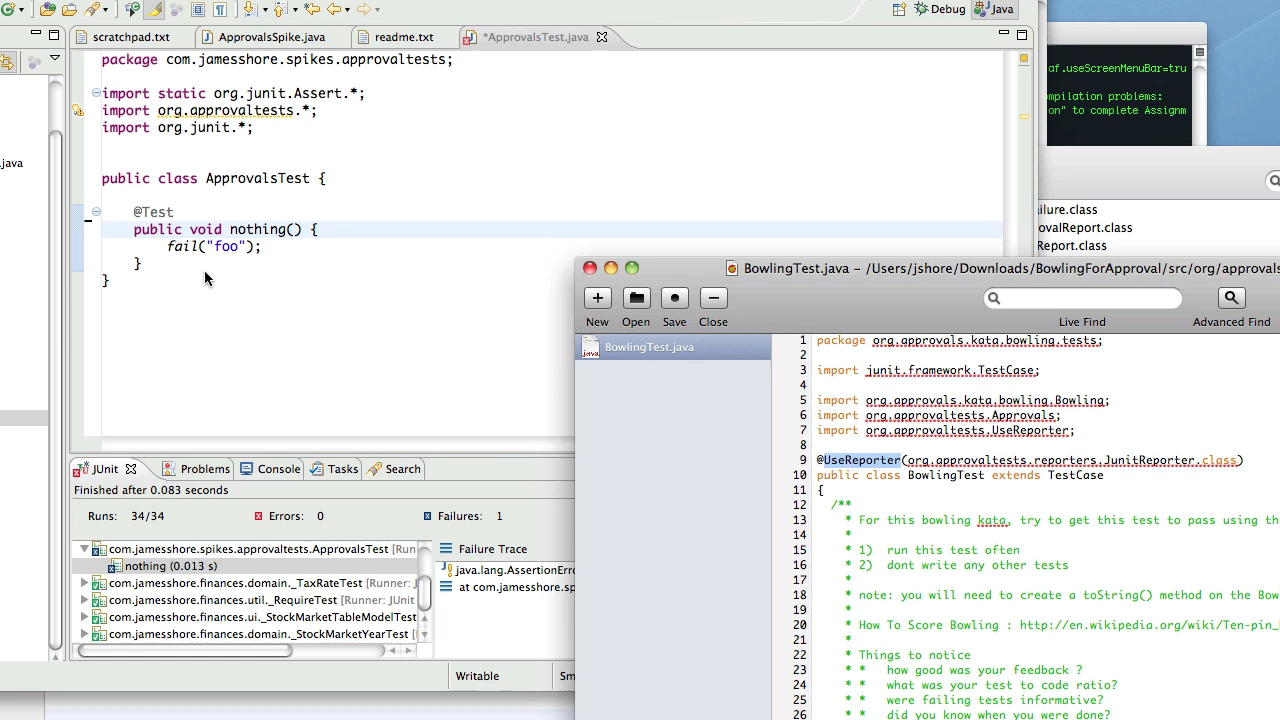 Debug
Java
scratchpad.txt
ApprovalsSpike.java
readme.txt
*ApprovalsTest.java
package com.jamesshore.spikes.approvaltests;
import static org.junit.Assert.*;
import org.approvaltests.*;
import org.junit.*;
public class ApprovalsTest {
@Test
public void nothing() {
fail("foo");
}
}
.java
af.useScreenMenuBar=tru
mpilation problems:
on" to complete Assignm
ilure.class
ovalReport.class
Report.class
BowlingTest.java – /Users/jshore/Downloads/BowlingForApproval/src/org/approvals
New
Open
Save
Close
Live Find
Advanced Find
BowlingTest.java
1 package org.approvals.kata.bowling.tests;
2
3 import junit.framework.TestCase;
4
5 import org.approvals.kata.bowling.Bowling;
6 import org.approvaltests.Approvals;
7 import org.approvaltests.UseReporter;
8
9 @UseReporter(org.approvaltests.reporters.JunitReporter.class)
10 public class BowlingTest extends TestCase
11 {
12 /**
13 * For this bowling kata, try to get this test to pass using th
14 *
15 * 1) run this test often
16 * 2) dont write any other tests
17 *
18 * note: you will need to create a toString() method on the Bow
19 *
20 * How To Score Bowling : http://en.wikipedia.org/wiki/Ten-pin_
21 *
22 * Things to notice
23 * * how good was your feedback ?
24 * * what was your test to code ratio?
25 * * were failing tests informative?
26 * * did you know when you were done?
JUnit
Problems
Console
Tasks
Search
Finished after 0.083 seconds
Runs: 34/34
Errors: 0
Failures: 1
com.jamesshore.spikes.approvaltests.ApprovalsTest [Run
nothing (0.013 s)
com.jamesshore.finances.domain._TaxRateTest [Runner: J
com.jamesshore.finances.util._RequireTest [Runner: JUnit
com.jamesshore.finances.ui._StockMarketTableModelTest
com.jamesshore.finances.domain._StockMarketYearTest [
Failure Trace
java.lang.AssertionErro
at com.jamesshore.sp
Writable
Sm